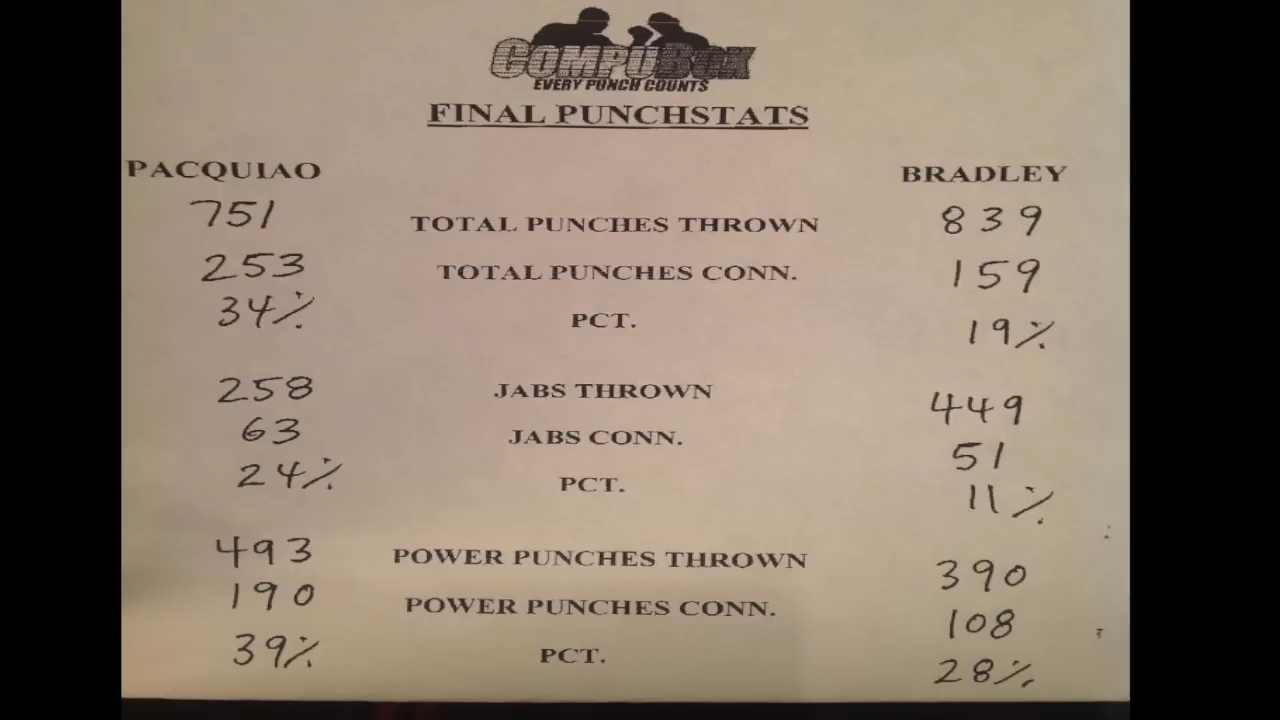 COMPUBOX
EVERY PUNCH COUNTS
FINAL PUNCHSTATS
PACQUIAO BRADLEY
751 TOTAL PUNCHES THROWN 839
253 TOTAL PUNCHES CONN. 159
34% PCT. 19%
258 JABS THROWN 449
63 JABS CONN. 51
24% PCT. 11%
493 POWER PUNCHES THROWN 390
190 POWER PUNCHES CONN. 108
39% PCT. 28%